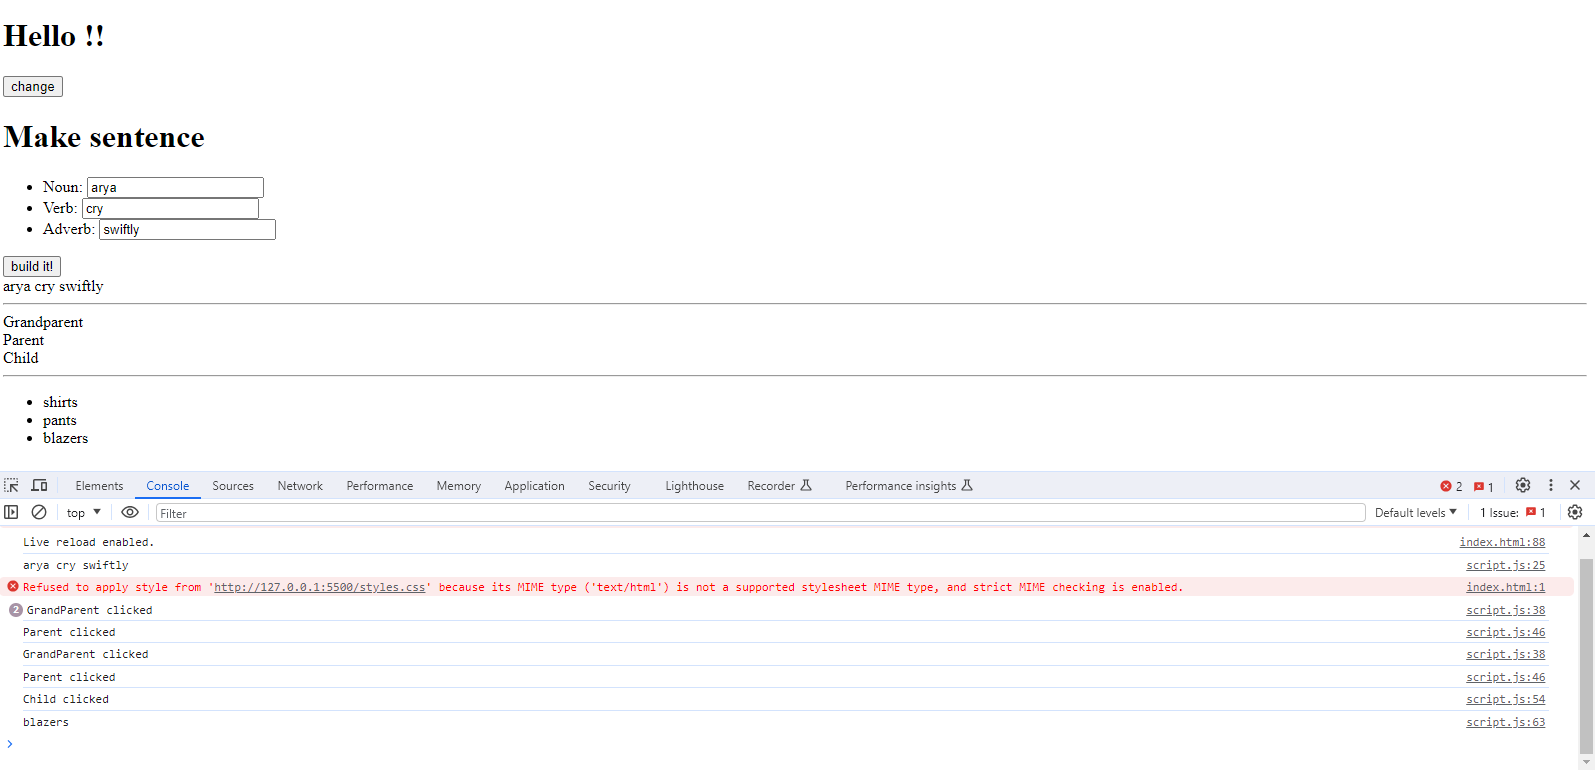 Hello !!
change
Make sentence
Noun: arya
Verb: cry
Adverb: swiftly
build it!
arya cry swiftly
Grandparent
Parent
Child
shirts
pants
blazers
Elements Console Sources Network Performance Memory Application Security Lighthouse Recorder Performance insights 2 1
top Filter Default levels 1 Issue: 1
Live reload enabled. index.html:88
arya cry swiftly script.js:25
Refused to apply style from 'http://127.0.0.1:5500/styles.css' because its MIME type ('text/html') is not a supported stylesheet MIME type, and strict MIME checking is enabled. index.html:1
2 GrandParent clicked script.js:38
Parent clicked script.js:46
GrandParent clicked script.js:38
Parent clicked script.js:46
Child clicked script.js:54
blazers script.js:63